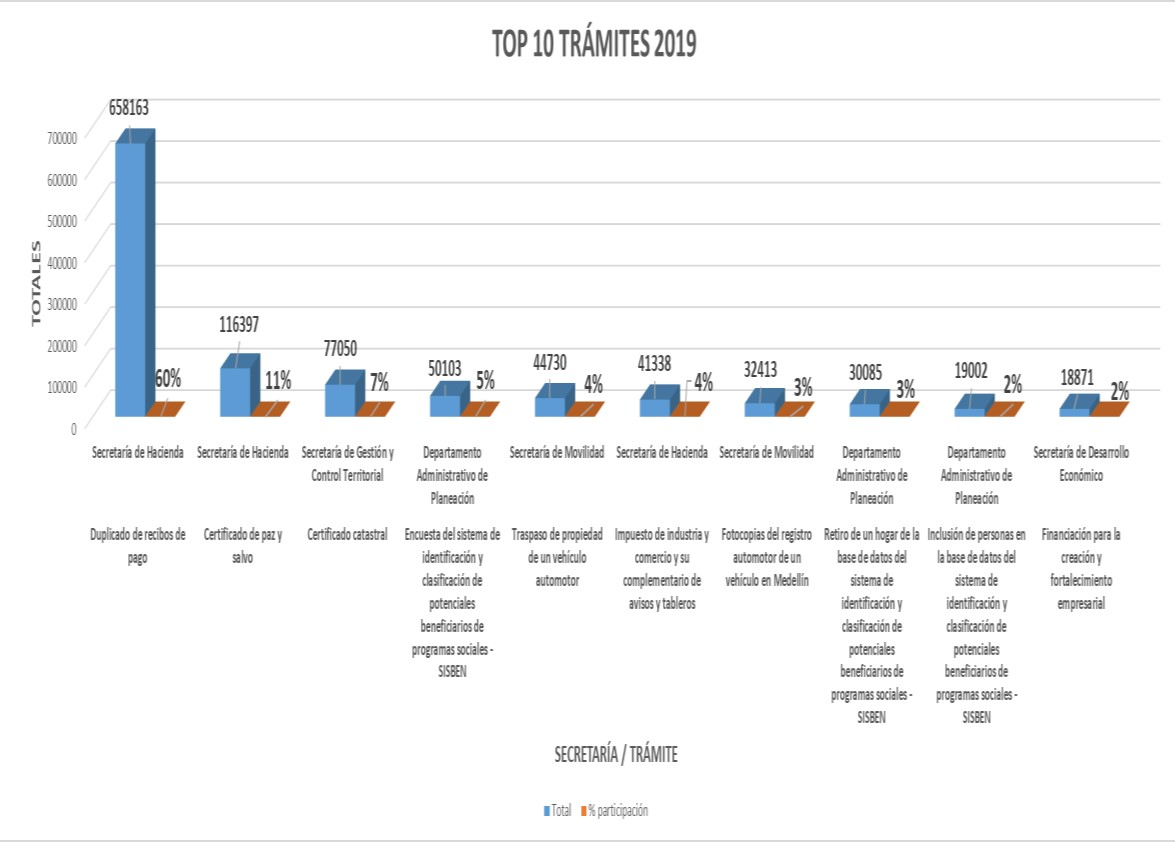 TOP 10 TRÁMITES 2019
TOTALES
700000
600000
500000
400000
300000
200000
100000
0
658163
60%
116397
11%
77050
7%
50103
5%
44730
4%
41338
4%
32413
3%
30085
3%
19002
2%
18871
2%
Secretaría de Hacienda
Secretaría de Hacienda
Secretaría de Gestión y
Control Territorial
Departamento
Administrativo de
Planeación
Secretaría de Movilidad
Secretaría de Hacienda
Secretaría de Movilidad
Departamento
Administrativo de
Planeación
Departamento
Administrativo de
Planeación
Secretaría de Desarrollo
Económico
Duplicado de recibos de
pago
Certificado de paz y
salvo
Certificado catastral
Encuesta del sistema de
identificación y
clasificación de
potenciales
beneficiarios de
programas sociales -
SISBEN
Traspaso de propiedad
de un vehículo
automotor
Impuesto de industria y
comercio y su
complementario de
avisos y tableros
Fotocopias del registro
automotor de un
vehículo en Medellín
Retiro de un hogar de la
base de datos del
sistema de
identificación y
clasificación de
potenciales
beneficiarios de
programas sociales -
SISBEN
Inclusión de personas en
la base de datos del
sistema de
identificación y
clasificación de
potenciales
beneficiarios de
programas sociales -
SISBEN
Financiación para la
creación y
fortalecimiento
empresarial
SECRETARÍA / TRÁMITE
Total
% participación